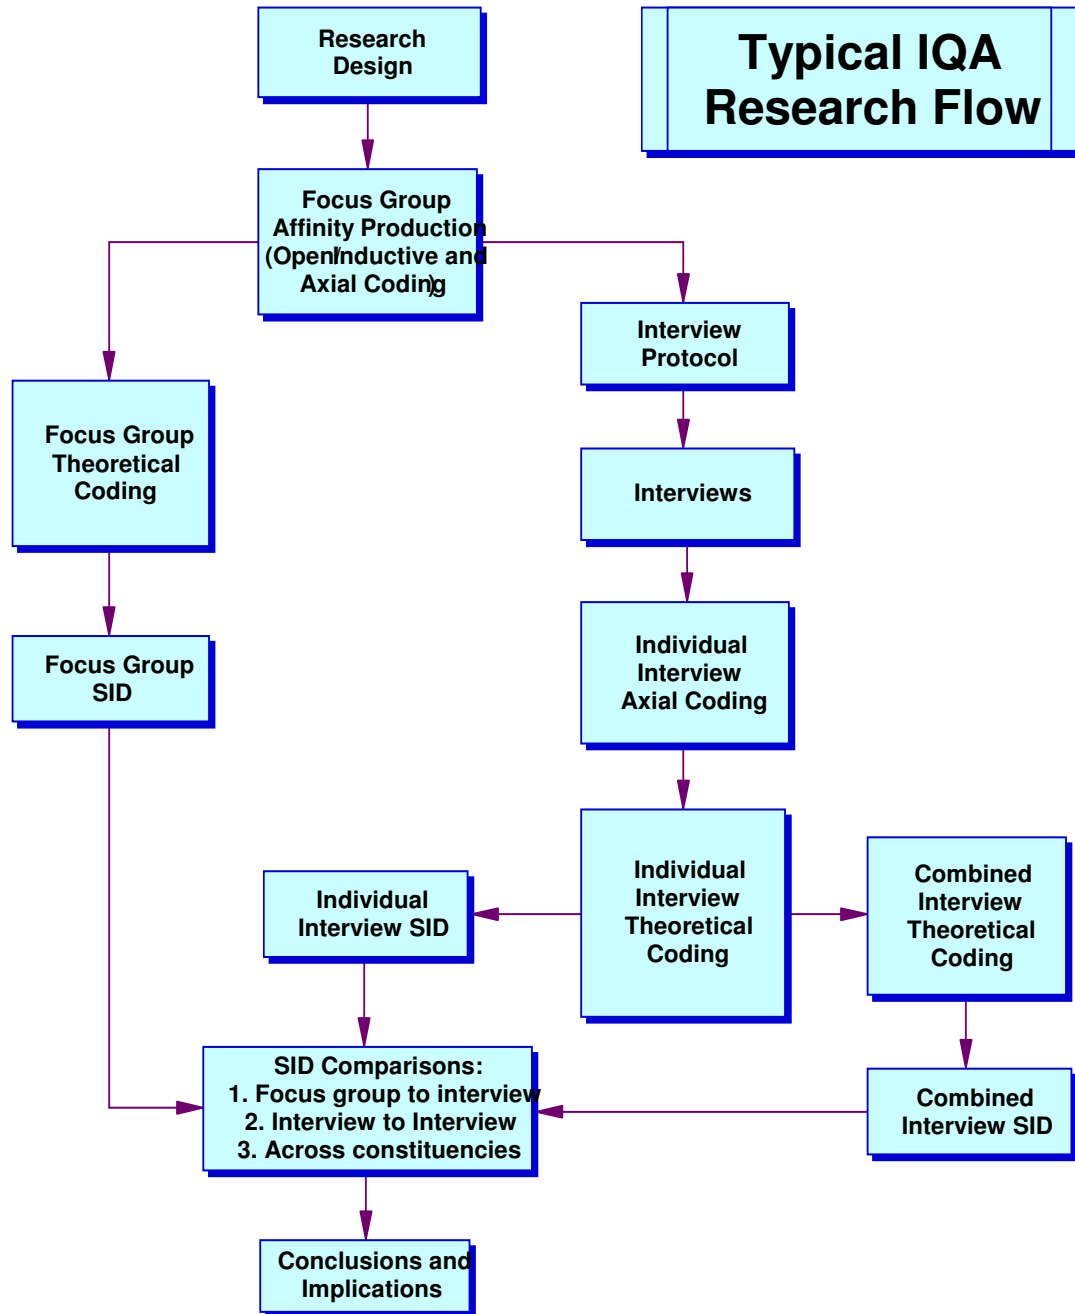 Research
Design
Typical IQA
Research Flow
Focus Group
Affinity Production
(Open/Inductive and
Axial Coding)
Interview
Protocol
Focus Group
Theoretical
Coding
Interviews
Individual
Interview
Axial Coding
Focus Group
SID
Individual
Interview SID
Individual
Interview
Theoretical
Coding
Combined
Interview
Theoretical
Coding
SID Comparisons:
1. Focus group to interview
2. Interview to Interview
3. Across constituencies
Combined
Interview SID
Conclusions and
Implications